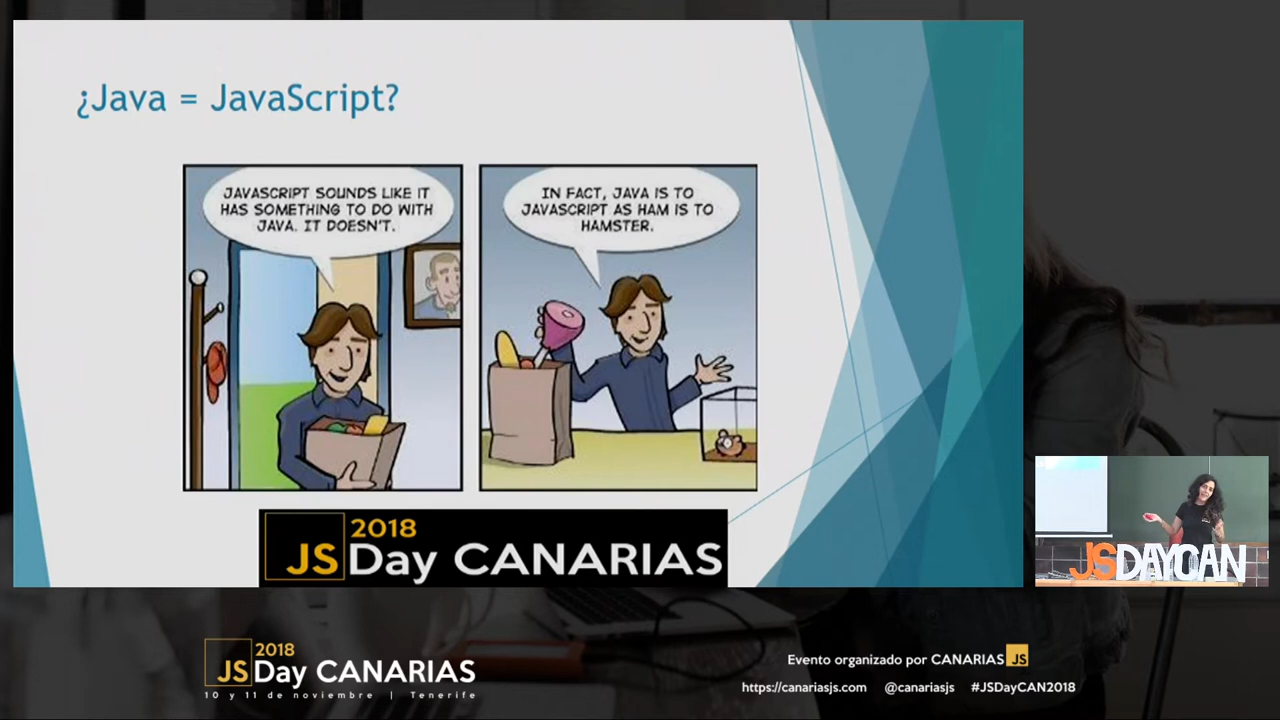 ¿Java = JavaScript?
JAVASCRIPT SOUNDS LIKE IT
HAS SOMETHING TO DO WITH
JAVA. IT DOESN'T.
IN FACT, JAVA IS TO
JAVASCRIPT AS HAM IS TO
HAMSTER.
2018
JS Day CANARIAS
JSDAYCAN
2018
JS Day CANARIAS
10 y 11 de noviembre | Tenerife
Evento organizado por CANARIAS JS
https://canariasjs.com @canariasjs #JSDayCAN2018